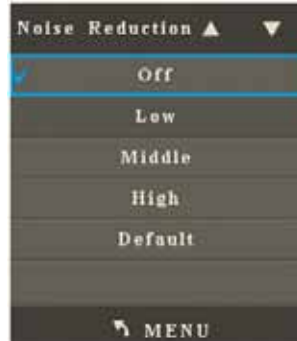 Noise Reduction ▲ ▼
Off
Low
Middle
High
Default
MENU